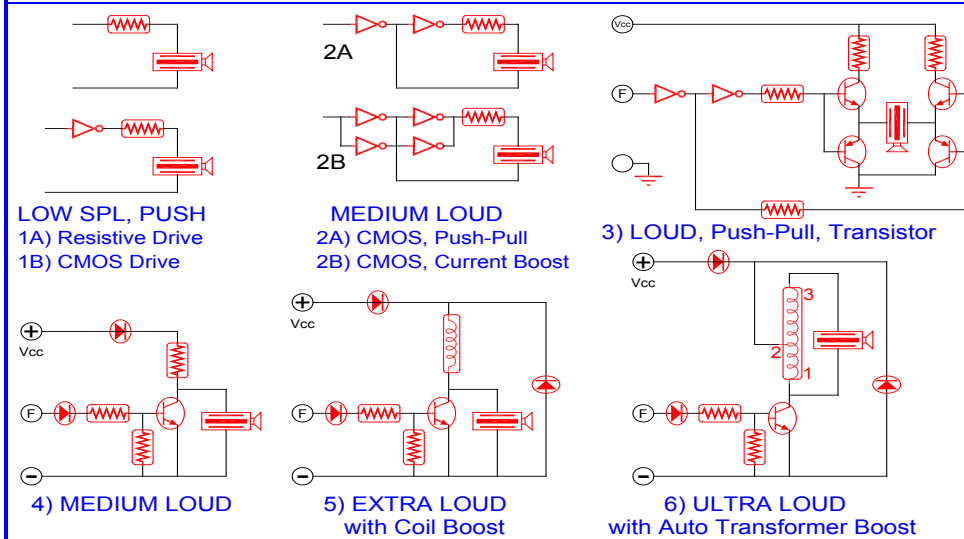 2A
2B
LOW SPL, PUSH
1A) Resistive Drive
1B) CMOS Drive
MEDIUM LOUD
2A) CMOS, Push-Pull
2B) CMOS, Current Boost
Vcc
F
3) LOUD, Push-Pull, Transistor
+
Vcc
F
−
4) MEDIUM LOUD
+
Vcc
F
−
5) EXTRA LOUD
with Coil Boost
+
Vcc
3
2
1
F
−
6) ULTRA LOUD
with Auto Transformer Boost